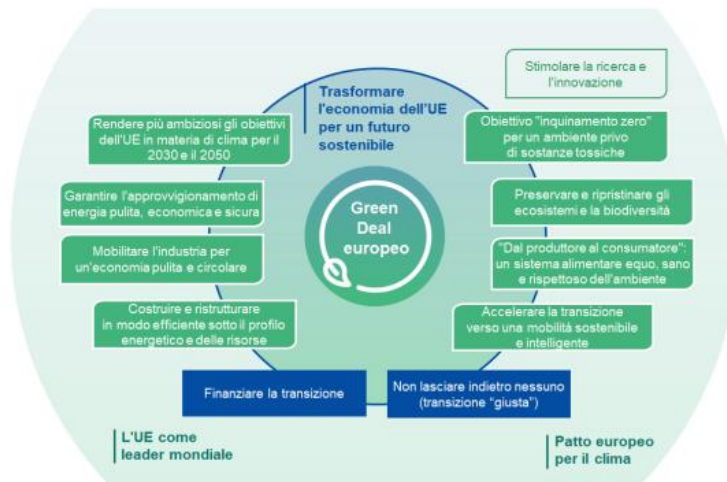 Stimolare la ricerca e
l'innovazione
Trasformare
l'economia dell'UE
per un futuro
sostenibile
Rendere più ambiziosi gli obiettivi
dell'UE in materia di clima per il
2030 e il 2050
Obiettivo "inquinamento zero"
per un ambiente privo
di sostanze tossiche
Garantire l'approvvigionamento di
energia pulita, economica e sicura
Preservare e ripristinare gli
ecosistemi e la biodiversità
Green
Deal
europeo
Mobilitare l'industria per
un'economia pulita e circolare
"Dal produttore al consumatore":
un sistema alimentare equo, sano
e rispettoso dell'ambiente
Costruire e ristrutturare
in modo efficiente sotto il profilo
energetico e delle risorse
Accelerare la transizione
verso una mobilità sostenibile
e intelligente
Finanziare la transizione
Non lasciare indietro nessuno
(transizione "giusta")
L'UE come
leader mondiale
Patto europeo
per il clima